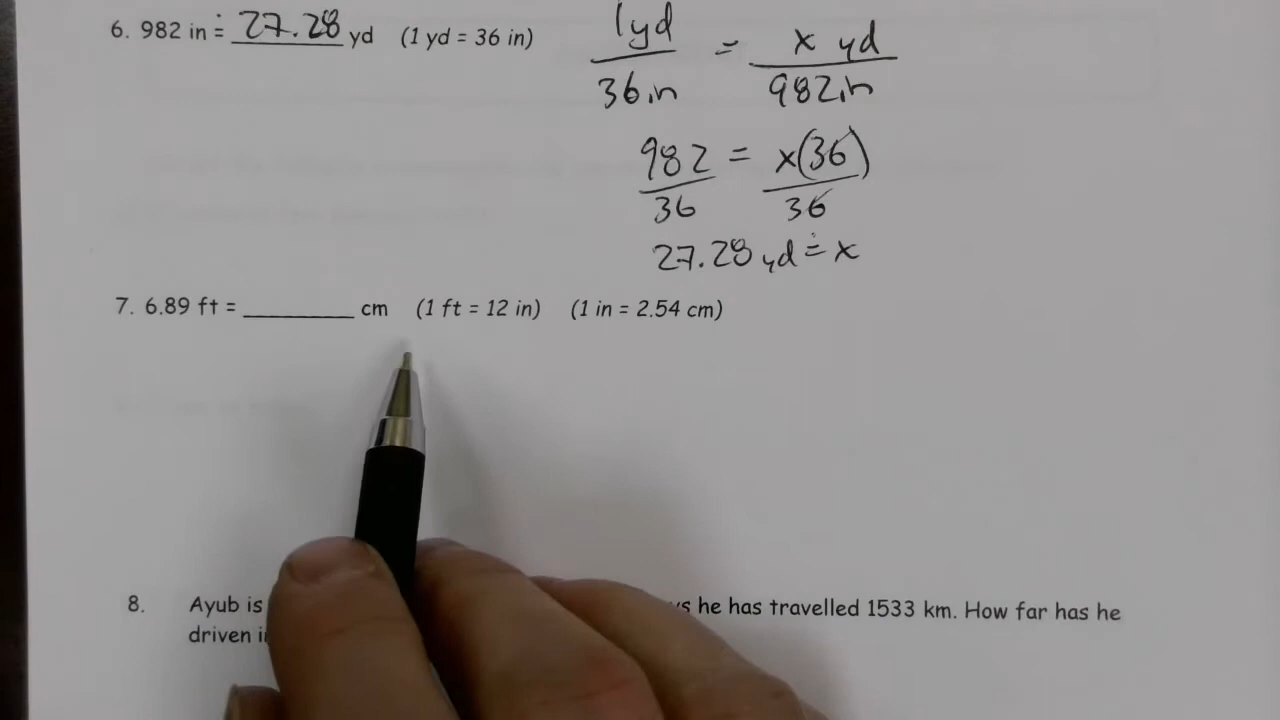 6. 982 in ≐ 27.28 yd (1 yd = 36 in)
1yd / 36in = x yd / 982in
982 / 36 = x(36) / 36
27.28 yd ≐ x
7. 6.89 ft = ________ cm (1 ft = 12 in) (1 in = 2.54 cm)
8. Ayub is he has travelled 1533 km. How far has he
driven